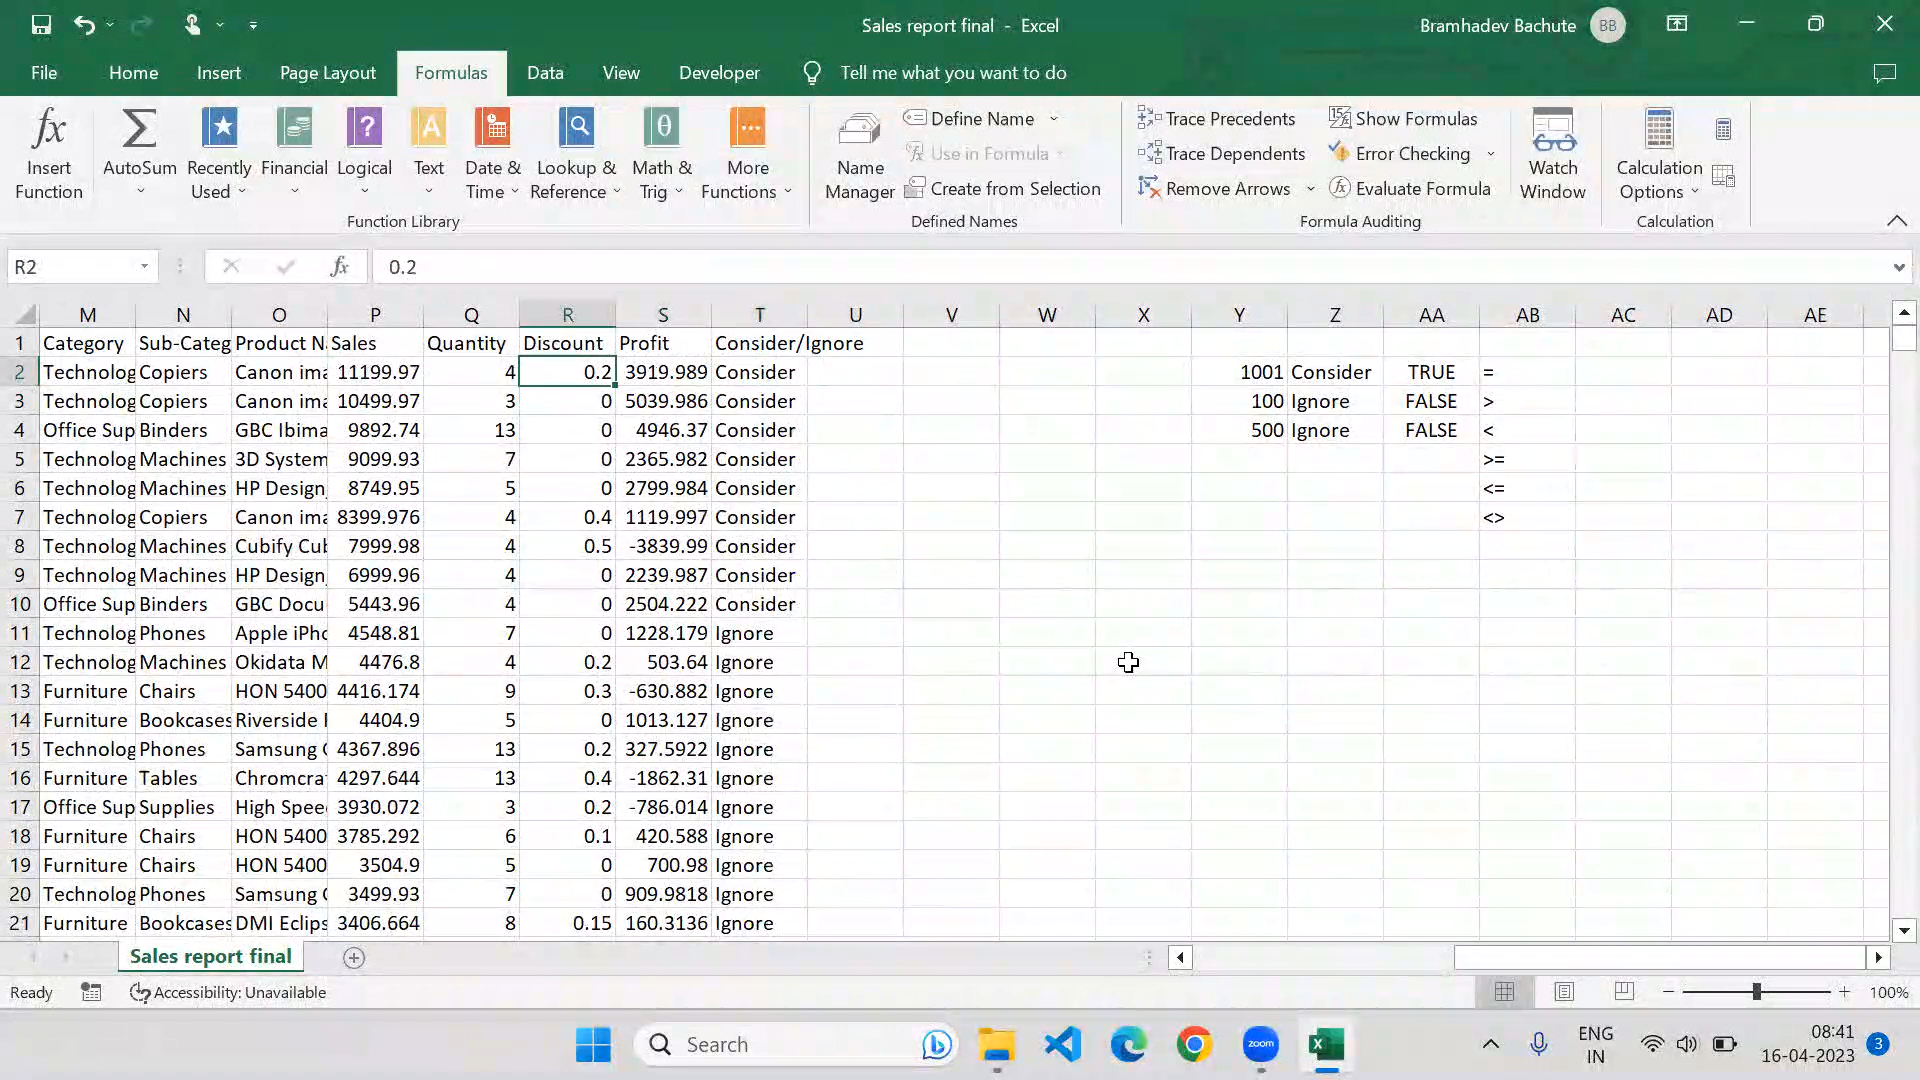 Sales report final - Excel
Bramhadev Bachute BB
File Home Insert Page Layout Formulas Data View Developer Tell me what you want to do
fx Insert Function
AutoSum
Recently Used
Financial
Logical
Text
Date & Time
Lookup & Reference
Math & Trig
More Functions
Function Library
Name Manager
Define Name
Use in Formula
Create from Selection
Defined Names
Trace Precedents
Trace Dependents
Remove Arrows
Show Formulas
Error Checking
Evaluate Formula
Formula Auditing
Watch Window
Calculation Options
Calculation
R2 fx 0.2
M N O P Q R S T U V W X Y Z AA AB AC AD AE
1 Category Sub-Categ Product N Sales Quantity Discount Profit Consider/Ignore
2 Technolog Copiers Canon ima 11199.97 4 0.2 3919.989 Consider 1001 Consider TRUE =
3 Technolog Copiers Canon ima 10499.97 3 0 5039.986 Consider 100 Ignore FALSE >
4 Office Sup Binders GBC Ibima 9892.74 13 0 4946.37 Consider 500 Ignore FALSE <
5 Technolog Machines 3D System 9099.93 7 0 2365.982 Consider >=
6 Technolog Machines HP Design 8749.95 5 0 2799.984 Consider <=
7 Technolog Copiers Canon ima 8399.976 4 0.4 1119.997 Consider <>
8 Technolog Machines Cubify Cub 7999.98 4 0.5 -3839.99 Consider
9 Technolog Machines HP Design 6999.96 4 0 2239.987 Consider
10 Office Sup Binders GBC Docu 5443.96 4 0 2504.222 Consider
11 Technolog Phones Apple iPho 4548.81 7 0 1228.179 Ignore
12 Technolog Machines Okidata M 4476.8 4 0.2 503.64 Ignore
13 Furniture Chairs HON 5400 4416.174 9 0.3 -630.882 Ignore
14 Furniture Bookcases Riverside 4404.9 5 0 1013.127 Ignore
15 Technolog Phones Samsung 4367.896 13 0.2 327.5922 Ignore
16 Furniture Tables Chromcra 4297.644 13 0.4 -1862.31 Ignore
17 Office Sup Supplies High Spee 3930.072 3 0.2 -786.014 Ignore
18 Furniture Chairs HON 5400 3785.292 6 0.1 420.588 Ignore
19 Furniture Chairs HON 5400 3504.9 5 0 700.98 Ignore
20 Technolog Phones Samsung 3499.93 7 0 909.9818 Ignore
21 Furniture Bookcases DMI Eclips 3406.664 8 0.15 160.3136 Ignore
Sales report final
Ready Accessibility: Unavailable 100%
Search zoom ENG IN 08:41 16-04-2023 3